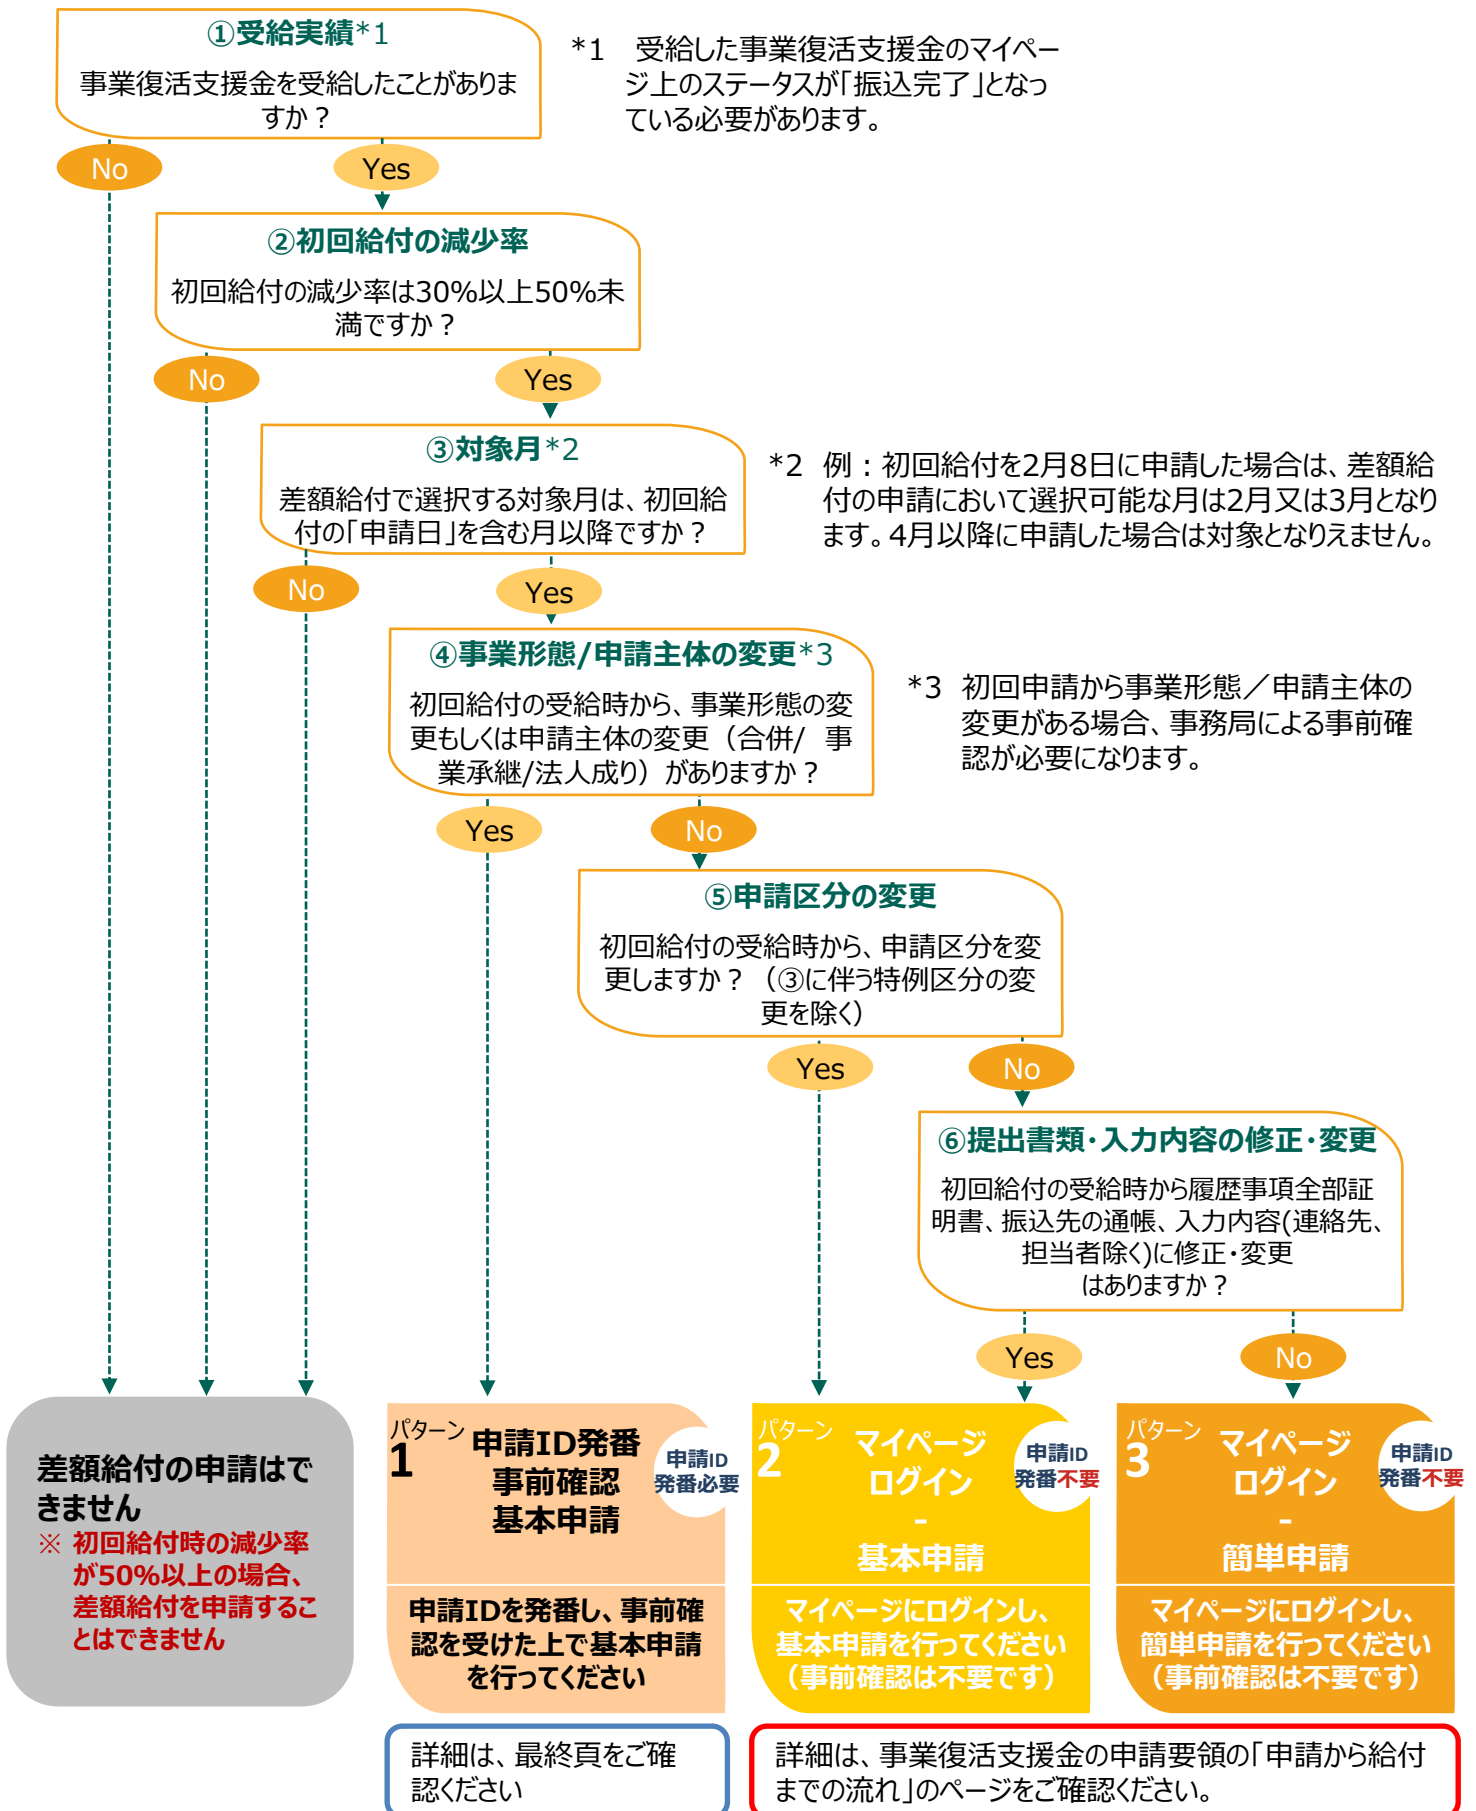 ①受給実績*1
事業復活支援金を受給したことがありま
すか？
*1 受給した事業復活支援金のマイペー
ジ上のステータスが「振込完了」となっ
ている必要があります。
No
Yes
②初回給付の減少率
初回給付の減少率は30%以上50%未
満ですか？
No
Yes
③対象月*2
差額給付で選択する対象月は、初回給
付の「申請日」を含む月以降ですか？
*2 例：初回給付を2月8日に申請した場合は、差額給
付の申請において選択可能な月は2月又は3月となり
ます。4月以降に申請した場合は対象となりえません。
No
Yes
④事業形態/申請主体の変更*3
初回給付の受給時から、事業形態の変
更もしくは申請主体の変更（合併/ 事
業承継/法人成り）がありますか？
*3 初回申請から事業形態／申請主体の
変更がある場合、事務局による事前確
認が必要になります。
Yes
No
⑤申請区分の変更
初回給付の受給時から、申請区分を変
更しますか？（③に伴う特例区分の変
更を除く）
Yes
No
⑥提出書類･入力内容の修正･変更
初回給付の受給時から履歴事項全部証
明書、振込先の通帳、入力内容(連絡先、
担当者除く)に修正･変更
はありますか？
Yes
No
差額給付の申請はで
きません
※ 初回給付時の減少率
が50%以上の場合、
差額給付を申請するこ
とはできません
パターン
1
申請ID発番
事前確認
基本申請
申請ID
発番必要
申請IDを発番し、事前確
認を受けた上で基本申請
を行ってください
パターン
2
マイページ
ログイン
-
基本申請
申請ID
発番不要
マイページにログインし、
基本申請を行ってください
（事前確認は不要です）
パターン
3
マイページ
ログイン
-
簡単申請
申請ID
発番不要
マイページにログインし、
簡単申請を行ってください
（事前確認は不要です）
詳細は、最終頁をご確
認ください
詳細は、事業復活支援金の申請要領の「申請から給付
までの流れ」のページをご確認ください。